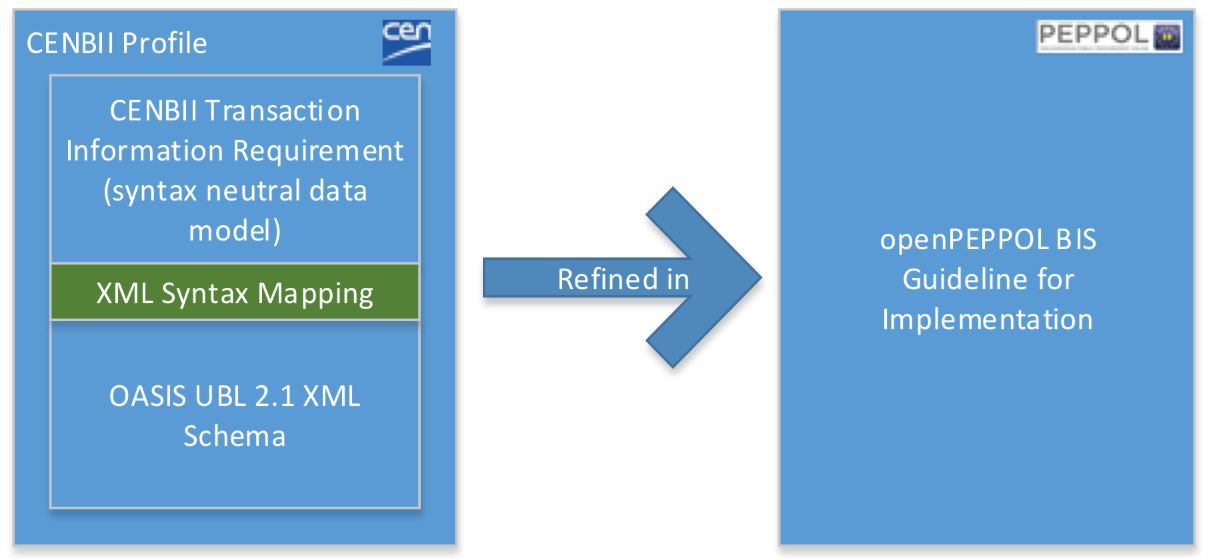 CENBII Profile
cen
CENBII Transaction
Information Requirement
(syntax neutral data
model)
XML Syntax Mapping
OASIS UBL 2.1 XML
Schema
Refined in
PEPPOL
openPEPPOL BIS
Guideline for
Implementation